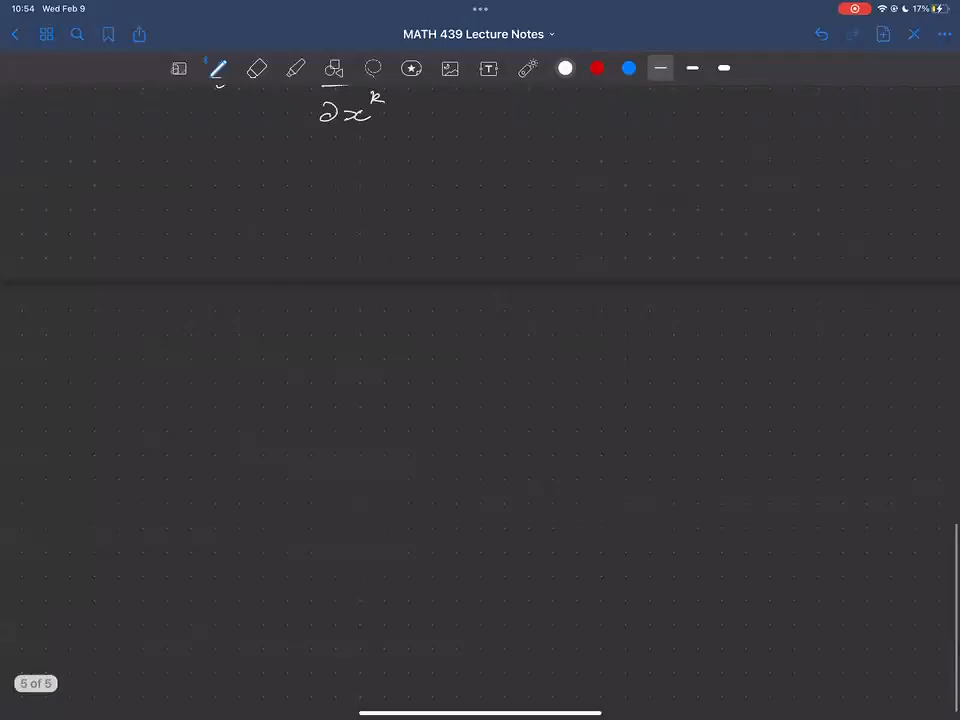 10:54 Wed Feb 9
17%
MATH 439 Lecture Notes
T
∂x^k
5 of 5